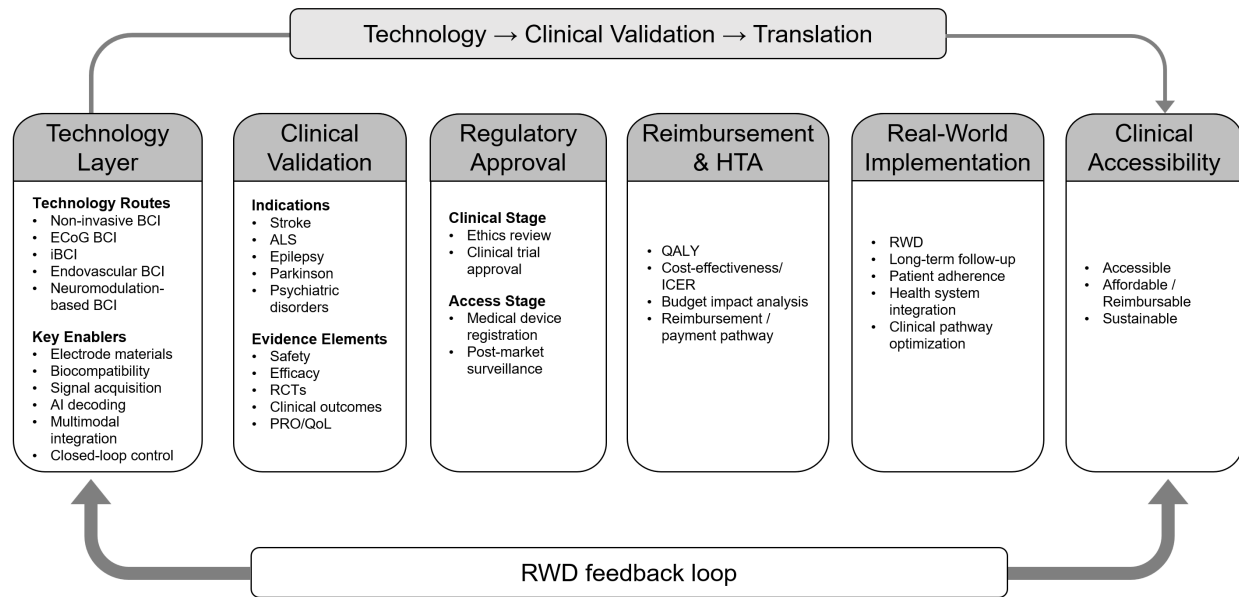 Technology → Clinical Validation → Translation
Technology
Layer
Technology Routes
• Non-invasive BCI
• ECoG BCI
• iBCI
• Endovascular BCI
• Neuromodulation-
based BCI
Key Enablers
• Electrode materials
• Biocompatibility
• Signal acquisition
• AI decoding
• Multimodal
integration
• Closed-loop control
Clinical
Validation
Indications
• Stroke
• ALS
• Epilepsy
• Parkinson
• Psychiatric
disorders
Evidence Elements
• Safety
• Efficacy
• RCTs
• Clinical outcomes
• PRO/QoL
Regulatory
Approval
Clinical Stage
• Ethics review
• Clinical trial
approval
Access Stage
• Medical device
registration
• Post-market
surveillance
Reimbursement
& HTA
• QALY
• Cost-effectiveness/
ICER
• Budget impact analysis
• Reimbursement /
payment pathway
Real-World
Implementation
• RWD
• Long-term follow-up
• Patient adherence
• Health system
integration
• Clinical pathway
optimization
Clinical
Accessibility
• Accessible
• Affordable /
Reimbursable
• Sustainable
RWD feedback loop